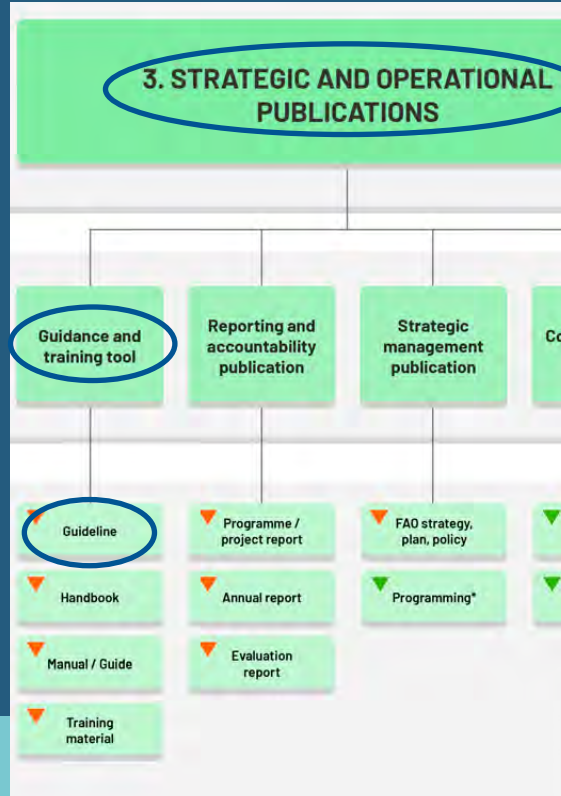 3. STRATEGIC AND OPERATIONAL
PUBLICATIONS
Guidance and
training tool
Reporting and
accountability
publication
Strategic
management
publication
Guideline
Programme /
project report
FAO strategy,
plan, policy
Handbook
Annual report
Programming*
Manual / Guide
Evaluation
report
Training
material